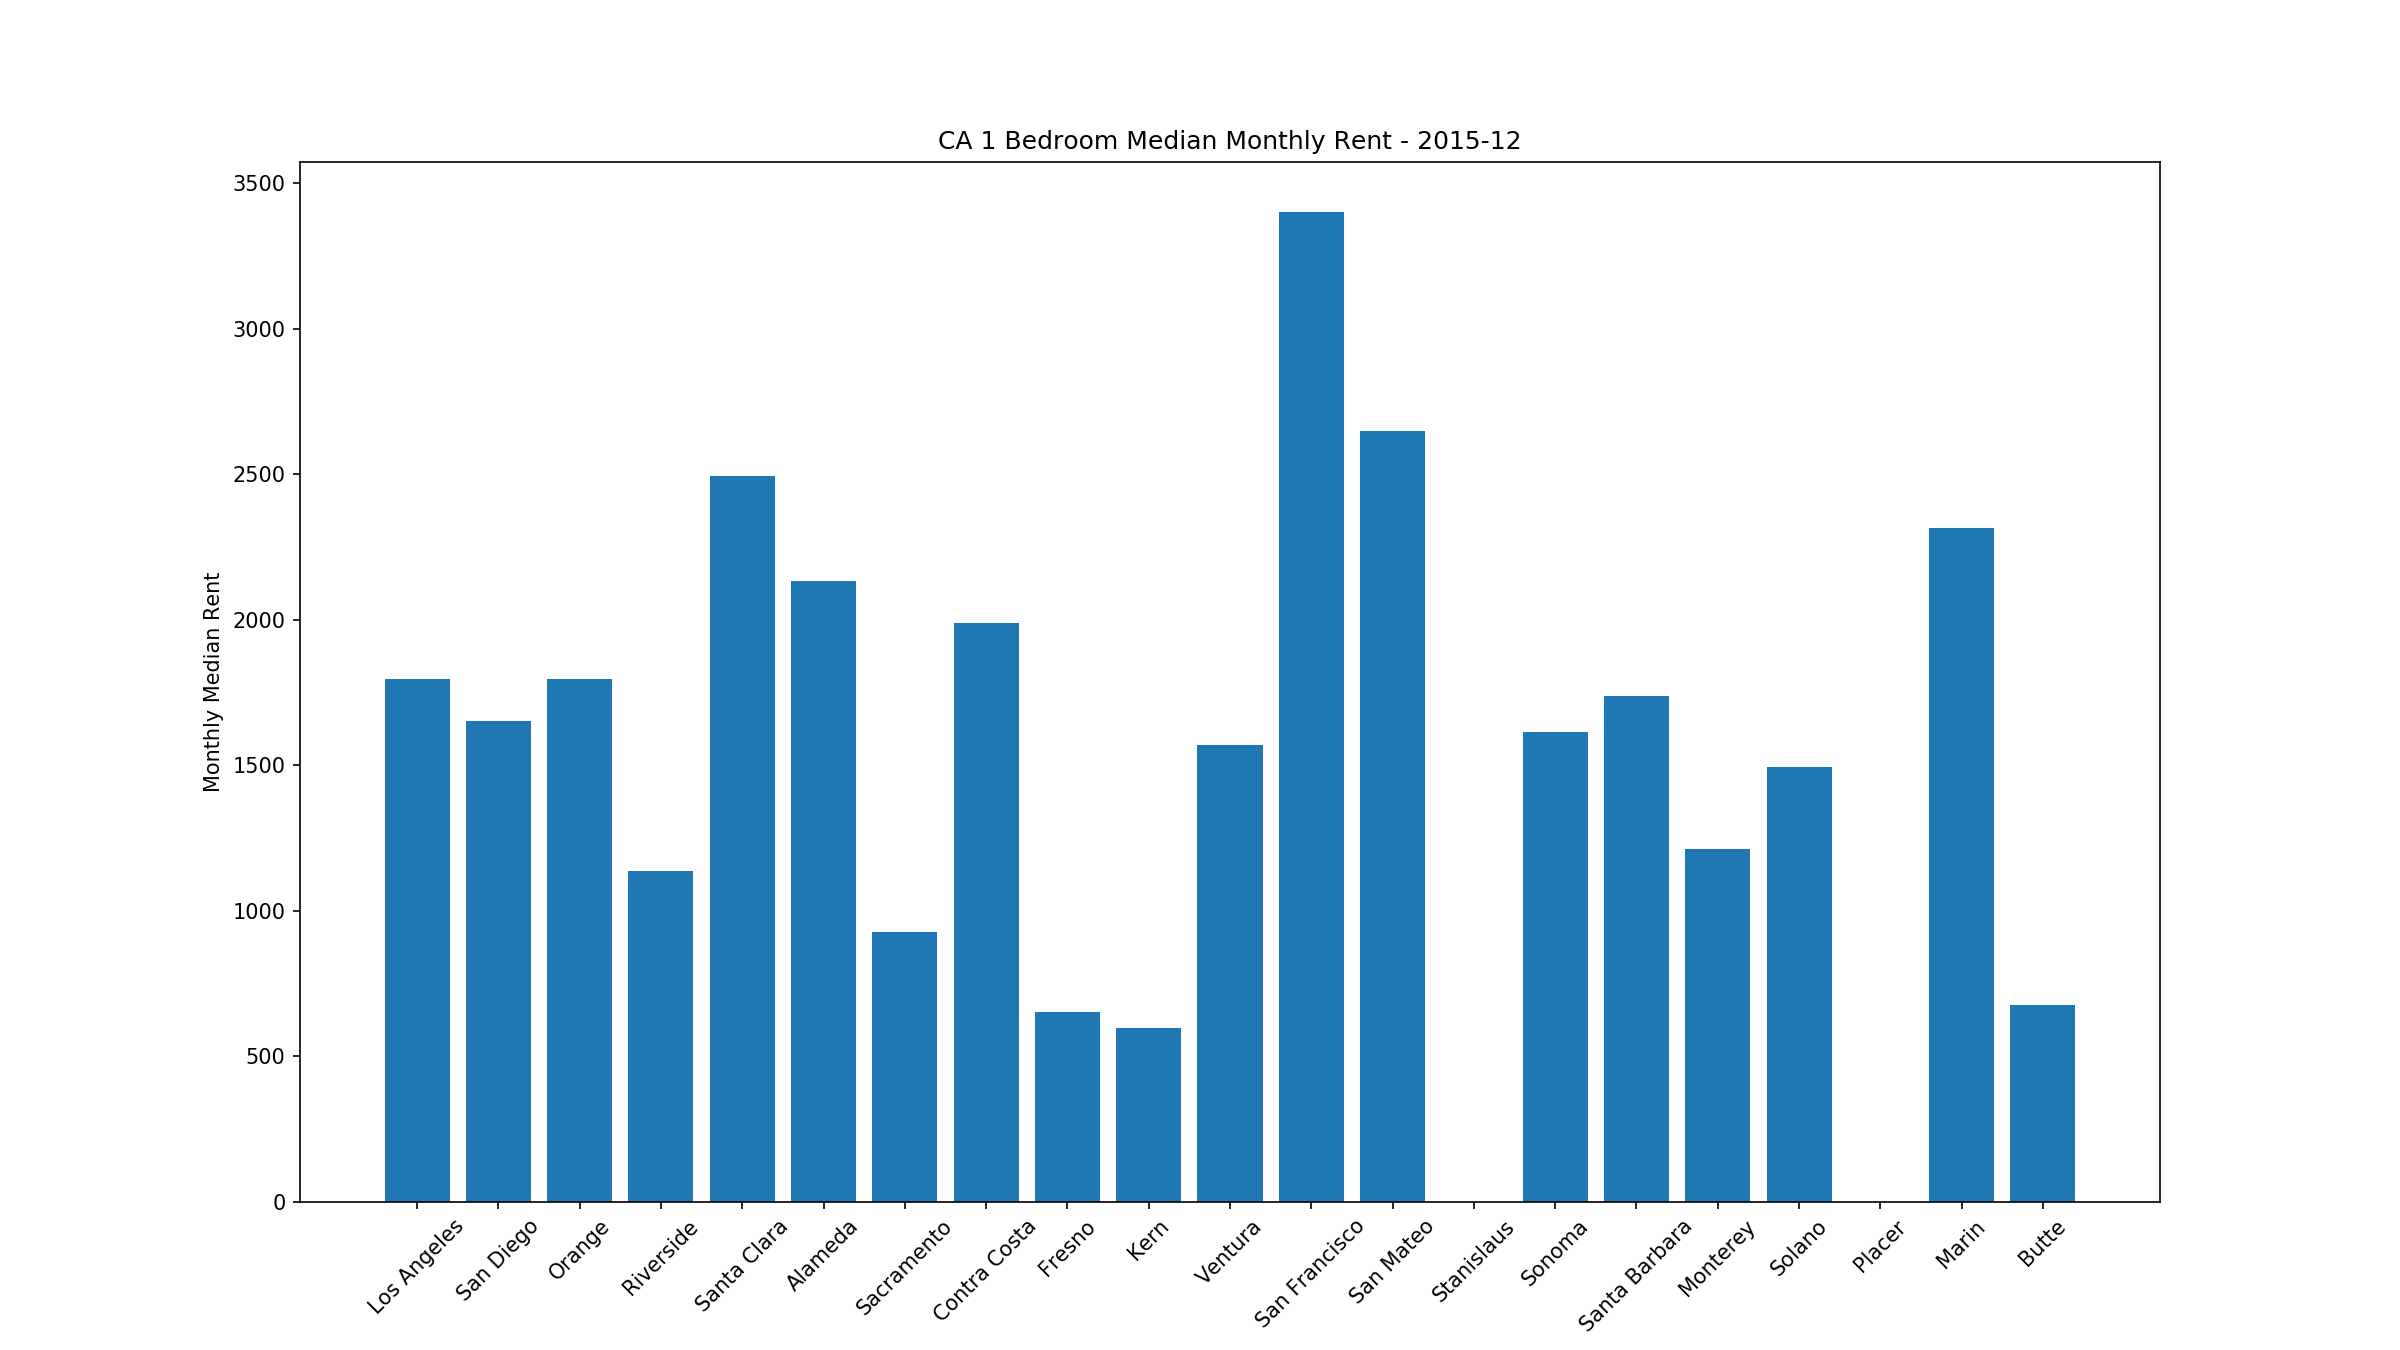 CA 1 Bedroom Median Monthly Rent - 2015-12
Monthly Median Rent
3500
3000
2500
2000
1500
1000
500
0
Los Angeles
San Diego
Orange
Riverside
Santa Clara
Alameda
Sacramento
Contra Costa
Fresno
Kern
Ventura
San Francisco
San Mateo
Stanislaus
Sonoma
Santa Barbara
Monterey
Solano
Placer
Marin
Butte